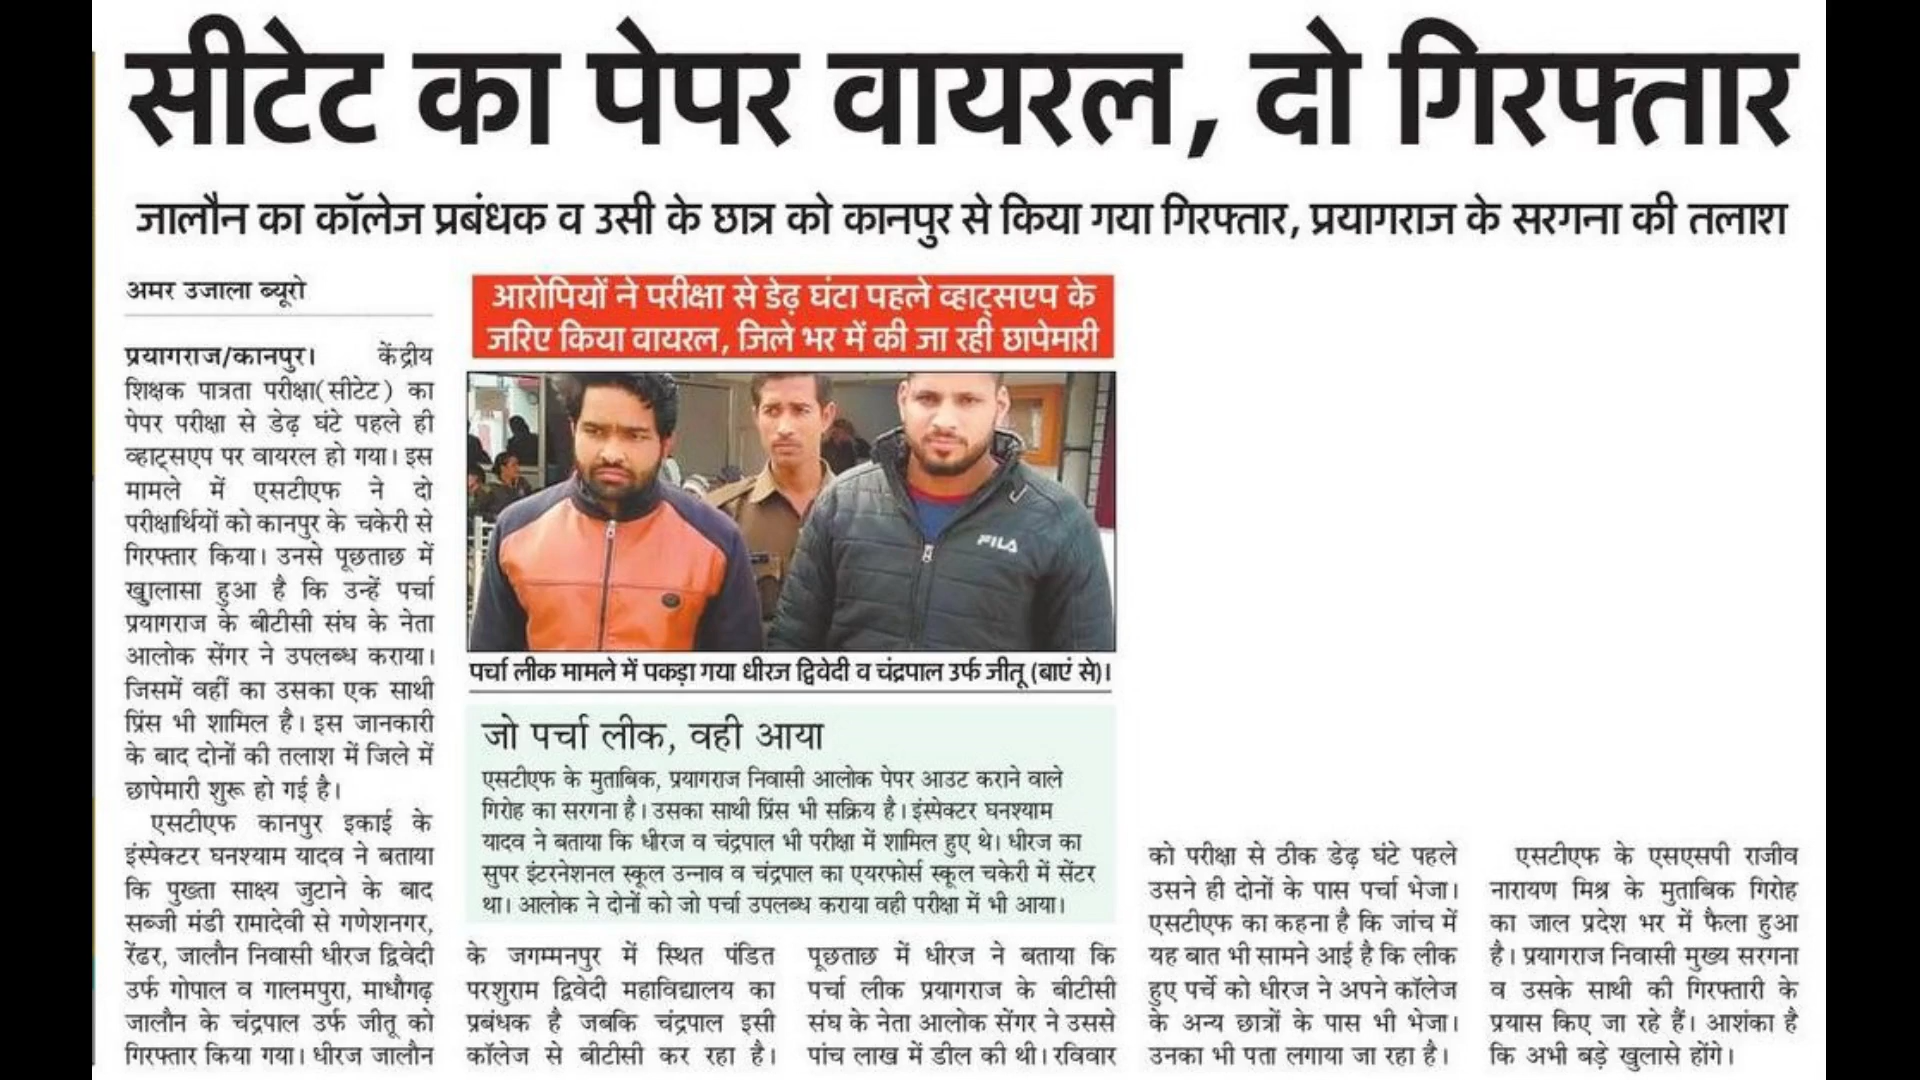 सीटेट का पेपर वायरल, दो गिरफ्तार
जालौन का कॉलेज प्रबंधक व उसी के छात्र को कानपुर से किया गया गिरफ्तार, प्रयागराज के सरगना की तलाश
अमर उजाला ब्यूरो
प्रयागराज/कानपुर। केंद्रीय
शिक्षक पात्रता परीक्षा(सीटेट) का
पेपर परीक्षा से डेढ़ घंटे पहले ही
व्हाट्सएप पर वायरल हो गया। इस
मामले में एसटीएफ ने दो
परीक्षार्थियों को कानपुर के चकेरी से
गिरफ्तार किया। उनसे पूछताछ में
खुालासा हुआ है कि उन्हें पर्चा
प्रयागराज के बीटीसी संघ के नेता
आलोक सेंगर ने उपलब्ध कराया।
जिसमें वहीं का उसका एक साथी
प्रिंस भी शामिल है। इस जानकारी
के बाद दोनों की तलाश में जिले में
छापेमारी शुरू हो गई है।
एसटीएफ कानपुर इकाई के
इंस्पेक्टर घनश्याम यादव ने बताया
कि पुख्ता साक्ष्य जुटाने के बाद
सब्जी मंडी रामादेवी से गणेशनगर,
रेंढर, जालौन निवासी धीरज द्विवेदी
उर्फ गोपाल व गालमपुरा, माधौगढ़
जालौन के चंद्रपाल उर्फ जीतू को
गिरफ्तार किया गया। धीरज जालौन
आरोपियों ने परीक्षा से डेढ़ घंटा पहले व्हाट्सएप के
जरिए किया वायरल, जिले भर में की जा रही छापेमारी
FILA
पर्चा लीक मामले में पकड़ा गया धीरज द्विवेदी व चंद्रपाल उर्फ जीतू (बाएं से)।
जो पर्चा लीक, वही आया
एसटीएफ के मुताबिक, प्रयागराज निवासी आलोक पेपर आउट कराने वाले
गिरोह का सरगना है। उसका साथी प्रिंस भी सक्रिय है। इंस्पेक्टर घनश्याम
यादव ने बताया कि धीरज व चंद्रपाल भी परीक्षा में शामिल हुए थे। धीरज का
सुपर इंटरनेशनल स्कूल उन्नाव व चंद्रपाल का एयरफोर्स स्कूल चकेरी में सेंटर
था। आलोक ने दोनों को जो पर्चा उपलब्ध कराया वही परीक्षा में भी आया।
के जगम्मनपुर में स्थित पंडित
परशुराम द्विवेदी महाविद्यालय का
प्रबंधक है जबकि चंद्रपाल इसी
कॉलेज से बीटीसी कर रहा है।
पूछताछ में धीरज ने बताया कि
पर्चा लीक प्रयागराज के बीटीसी
संघ के नेता आलोक सेंगर ने उससे
पांच लाख में डील की थी। रविवार
को परीक्षा से ठीक डेढ़ घंटे पहले
उसने ही दोनों के पास पर्चा भेजा।
एसटीएफ का कहना है कि जांच में
यह बात भी सामने आई है कि लीक
हुए पर्चे को धीरज ने अपने कॉलेज
के अन्य छात्रों के पास भी भेजा।
उनका भी पता लगाया जा रहा है।
एसटीएफ के एसएसपी राजीव
नारायण मिश्र के मुताबिक गिरोह
का जाल प्रदेश भर में फैला हुआ
है। प्रयागराज निवासी मुख्य सरगना
व उसके साथी की गिरफ्तारी के
प्रयास किए जा रहे हैं। आशंका है
कि अभी बड़े खुलासे होंगे।